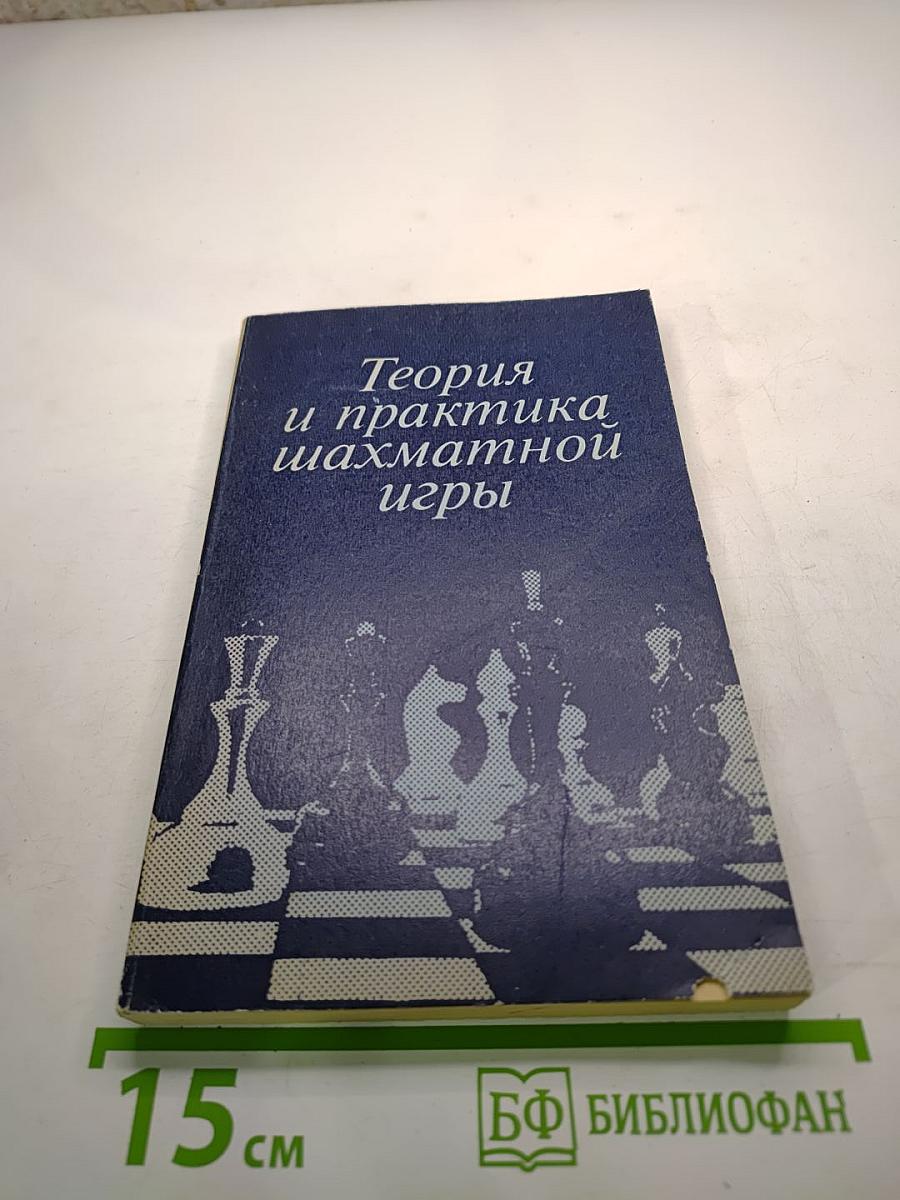 Теория
и практика
шахматной
игры
15 см
БФ БИБЛИОФАН